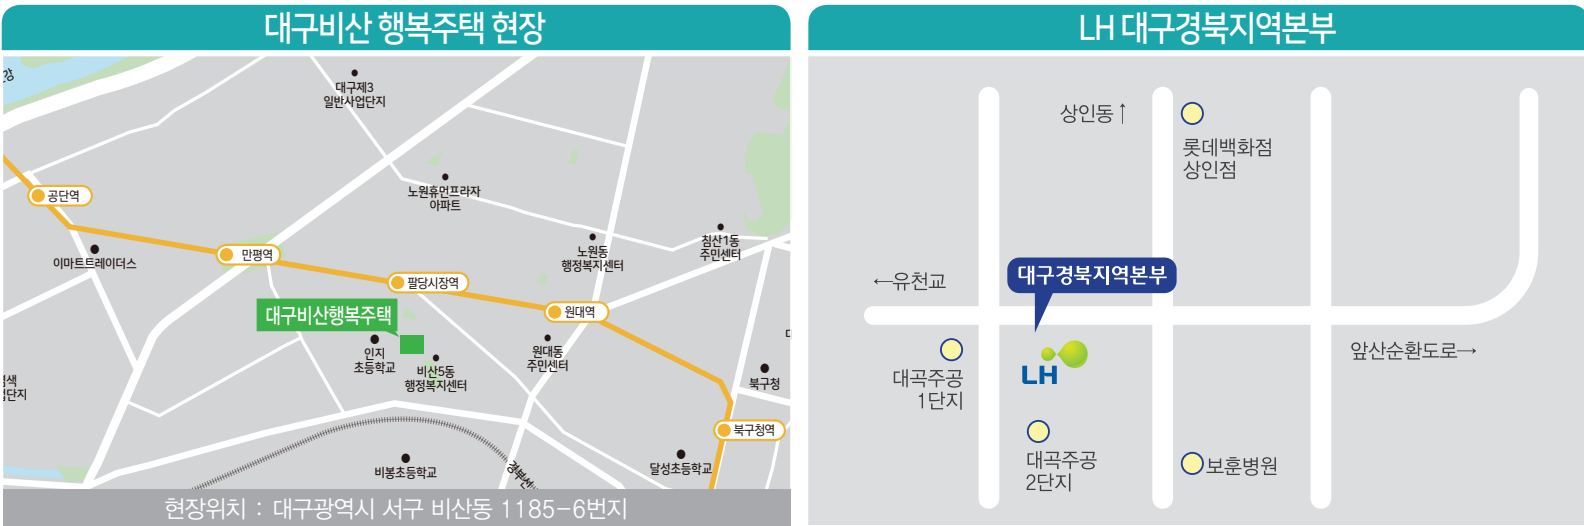 대구비산 행복주택 현장
대구제3
일반사업단지
노원휴먼프라자
아파트
공단역
이마트트레이더스
만평역
노원동
행정복지센터
침산1동
주민센터
팔당시장역
대구비산행복주택
원대역
인지
초등학교
비산5동
행정복지센터
원대동
주민센터
북구청
북구청역
비봉초등학교
경부선
달성초등학교
현장위치 : 대구광역시 서구 비산동 1185-6번지
LH 대구경북지역본부
상인동↑
롯데백화점
상인점
←유천교
대구경북지역본부
앞산순환도로→
대곡주공
1단지
LH
대곡주공
2단지
보훈병원